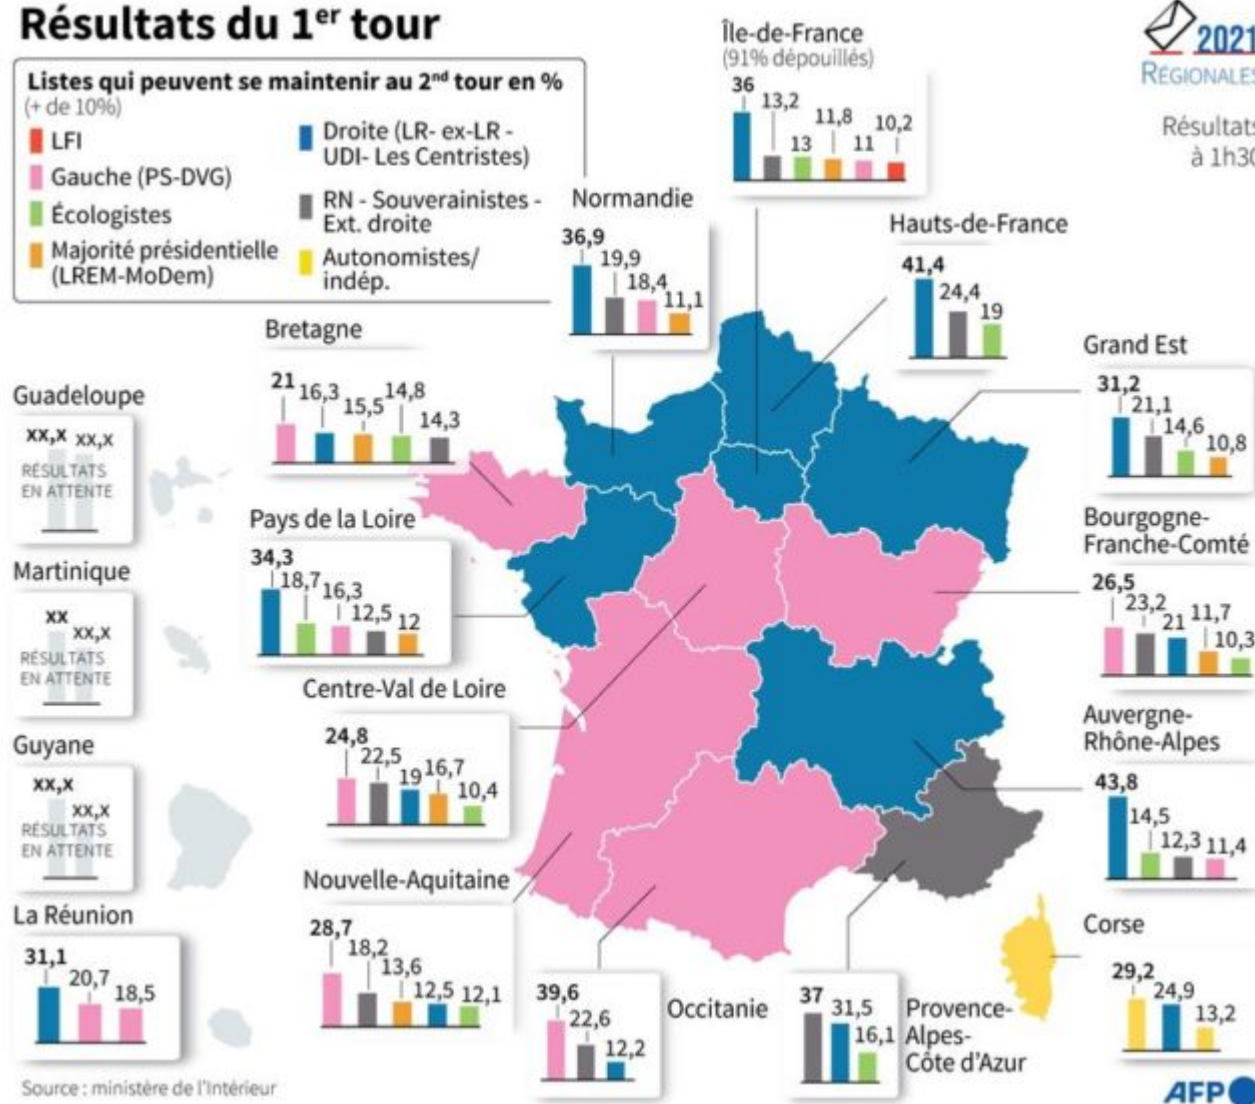 Résultats du 1er tour
Listes qui peuvent se maintenir au 2nd tour en %
(+ de 10%)
LFI
Gauche (PS-DVG)
Écologistes
Majorité présidentielle
(LREM-MoDem)
Droite (LR- ex-LR -
UDI- Les Centristes)
RN - Souverainistes -
Ext. droite
Autonomistes/
indép.
2021
RÉGIONALES
Résultats
à 1h30
Île-de-France
(91% dépouillés)
36
13,2
13
11,8
11
10,2
Normandie
36,9
19,9
18,4
11,1
Hauts-de-France
41,4
24,4
19
Bretagne
21
16,3
15,5
14,8
14,3
Grand Est
31,2
21,1
14,6
10,8
Guadeloupe
xx,x
xx,x
RÉSULTATS
EN ATTENTE
Pays de la Loire
34,3
18,7
16,3
12,5
12
Bourgogne-
Franche-Comté
26,5
23,2
21
11,7
10,3
Martinique
xx
xx,x
RÉSULTATS
EN ATTENTE
Centre-Val de Loire
24,8
22,5
19
16,7
10,4
Auvergne-
Rhône-Alpes
43,8
14,5
12,3
11,4
Guyane
xx,x
xx,x
RÉSULTATS
EN ATTENTE
Nouvelle-Aquitaine
28,7
18,2
13,6
12,5
12,1
La Réunion
31,1
20,7
18,5
Occitanie
39,6
22,6
12,2
Provence-
Alpes-
Côte d'Azur
37
31,5
16,1
Corse
29,2
24,9
13,2
Source : ministère de l'Intérieur
AFP